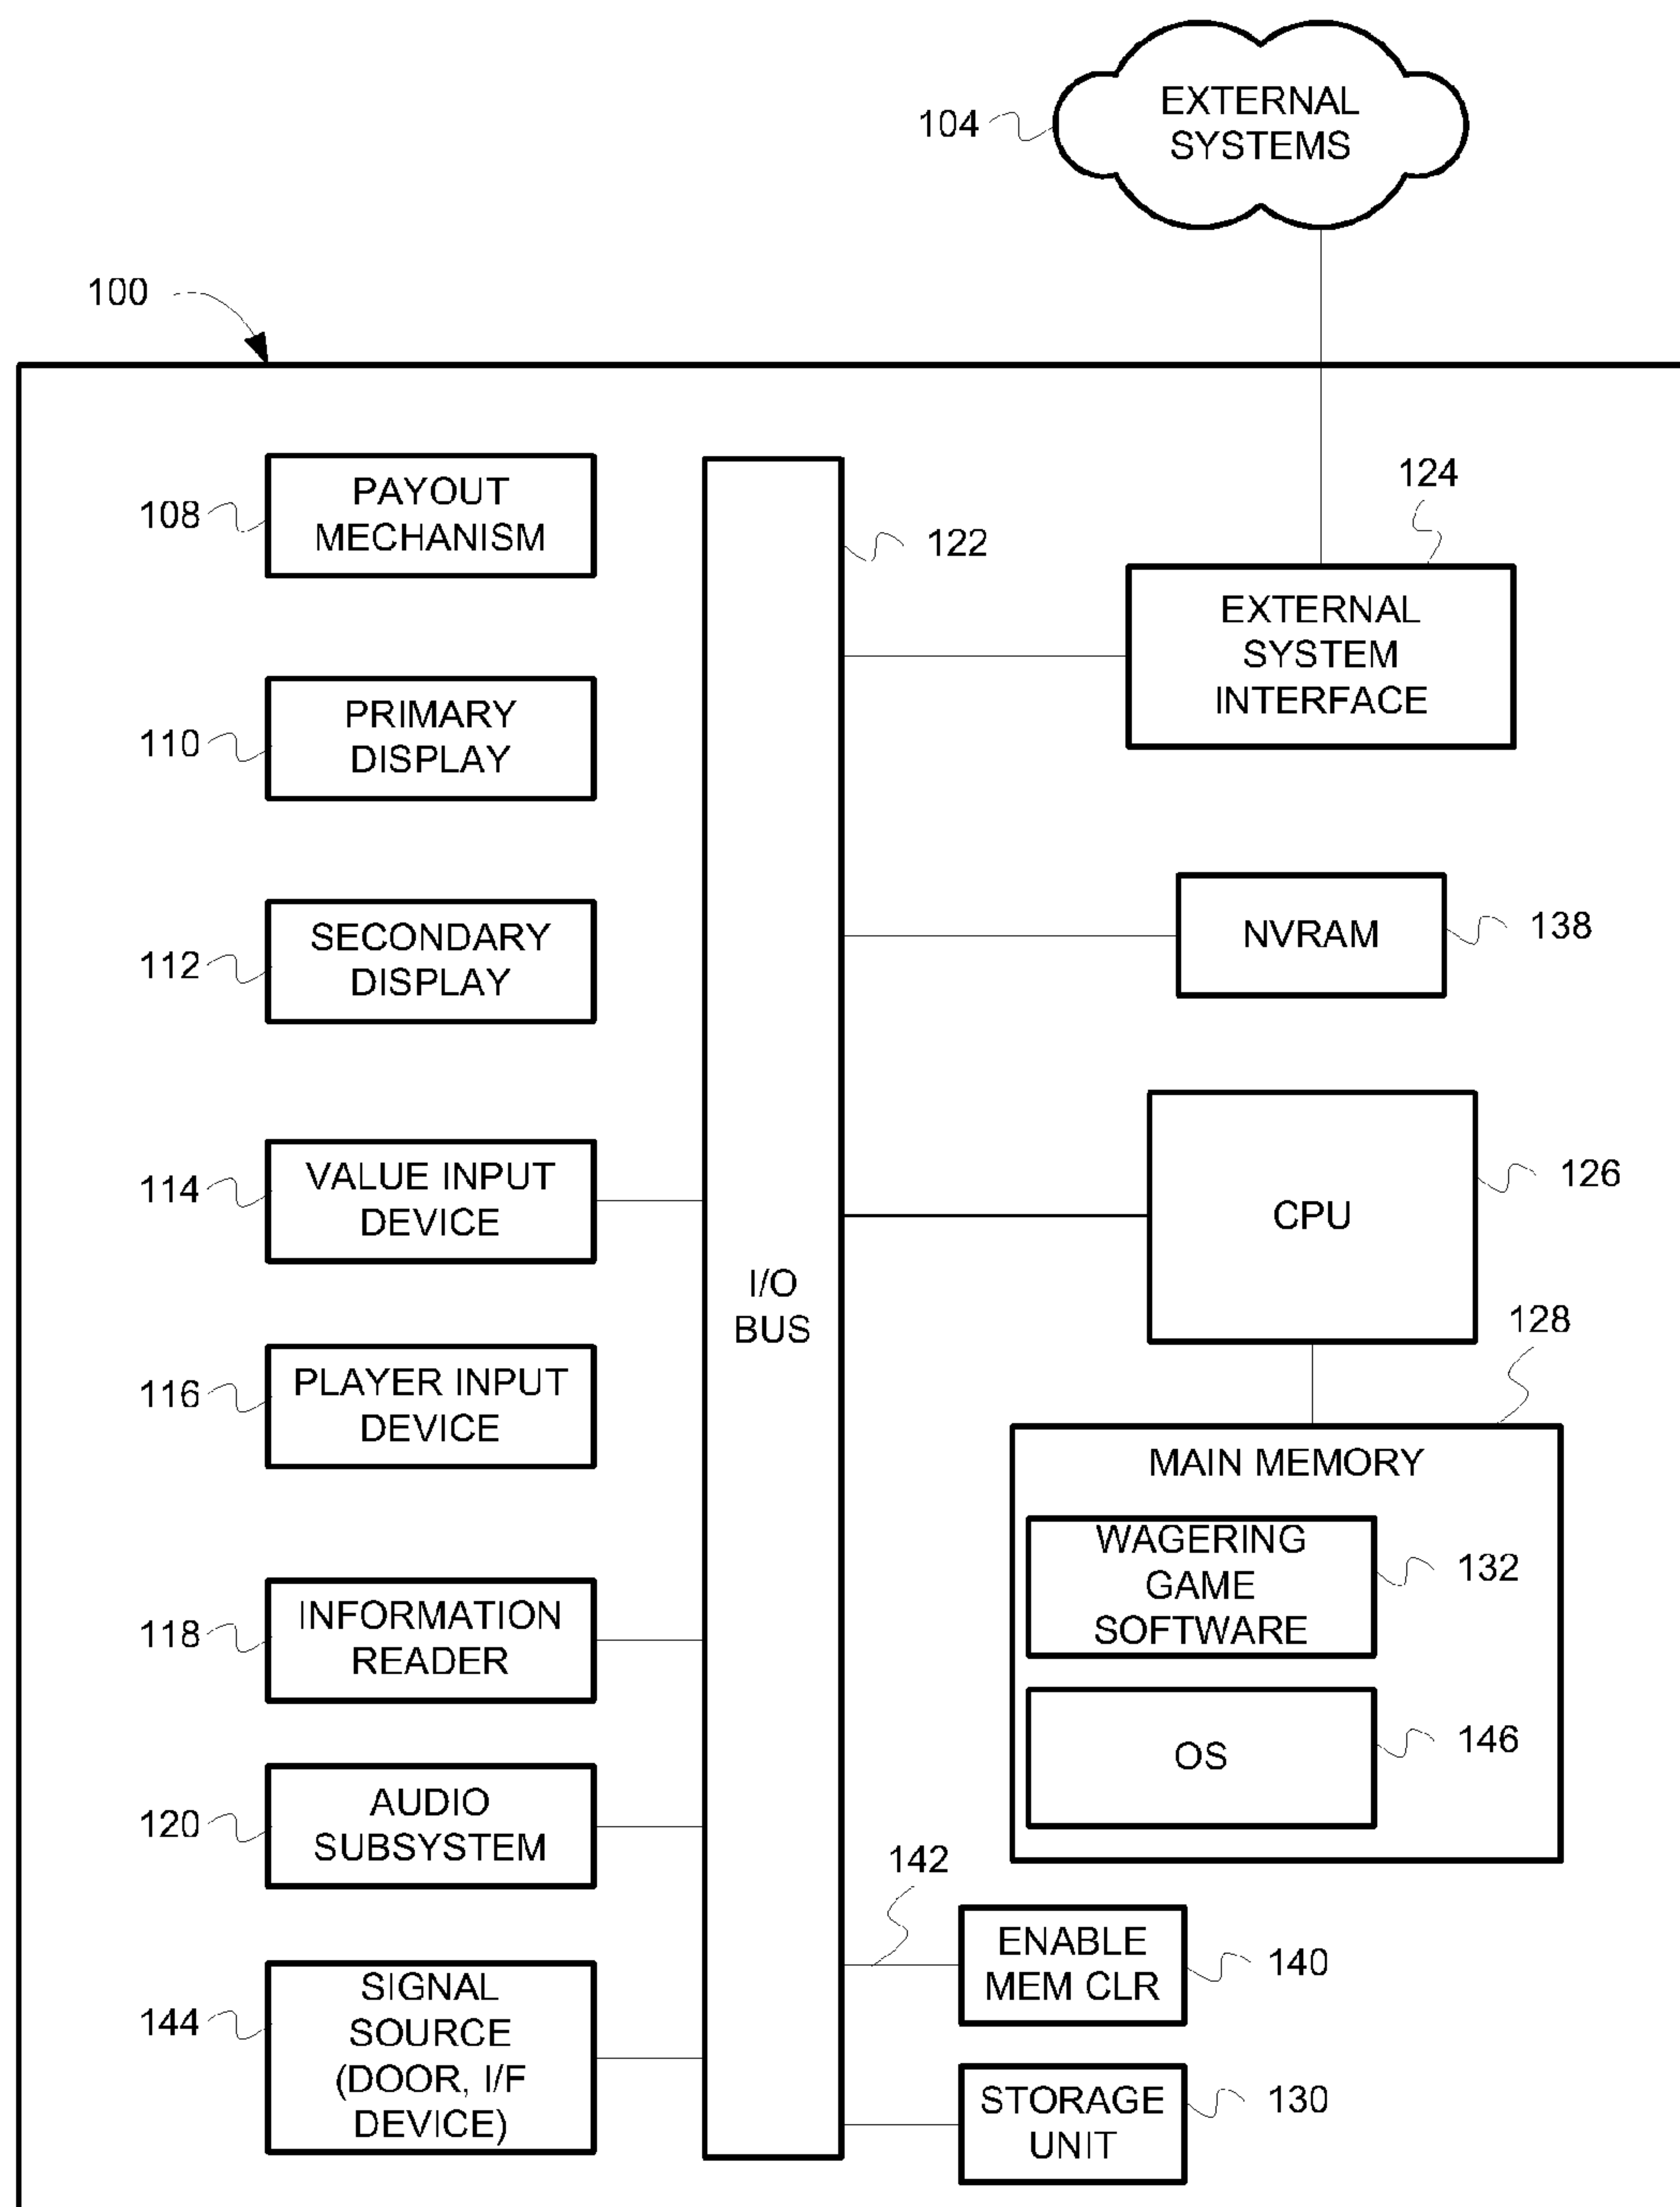 EXTERNAL
SYSTEMS
104
100
PAYOUT
MECHANISM
108
122
124
EXTERNAL
SYSTEM
INTERFACE
PRIMARY
DISPLAY
110
SECONDARY
DISPLAY
112
NVRAM
138
VALUE INPUT
DEVICE
114
CPU
126
I/O
BUS
PLAYER INPUT
DEVICE
116
128
MAIN MEMORY
WAGERING
GAME
SOFTWARE
132
INFORMATION
READER
118
OS
146
AUDIO
SUBSYSTEM
120
142
ENABLE
MEM CLR
140
SIGNAL
SOURCE
(DOOR, I/F
DEVICE)
144
STORAGE
UNIT
130